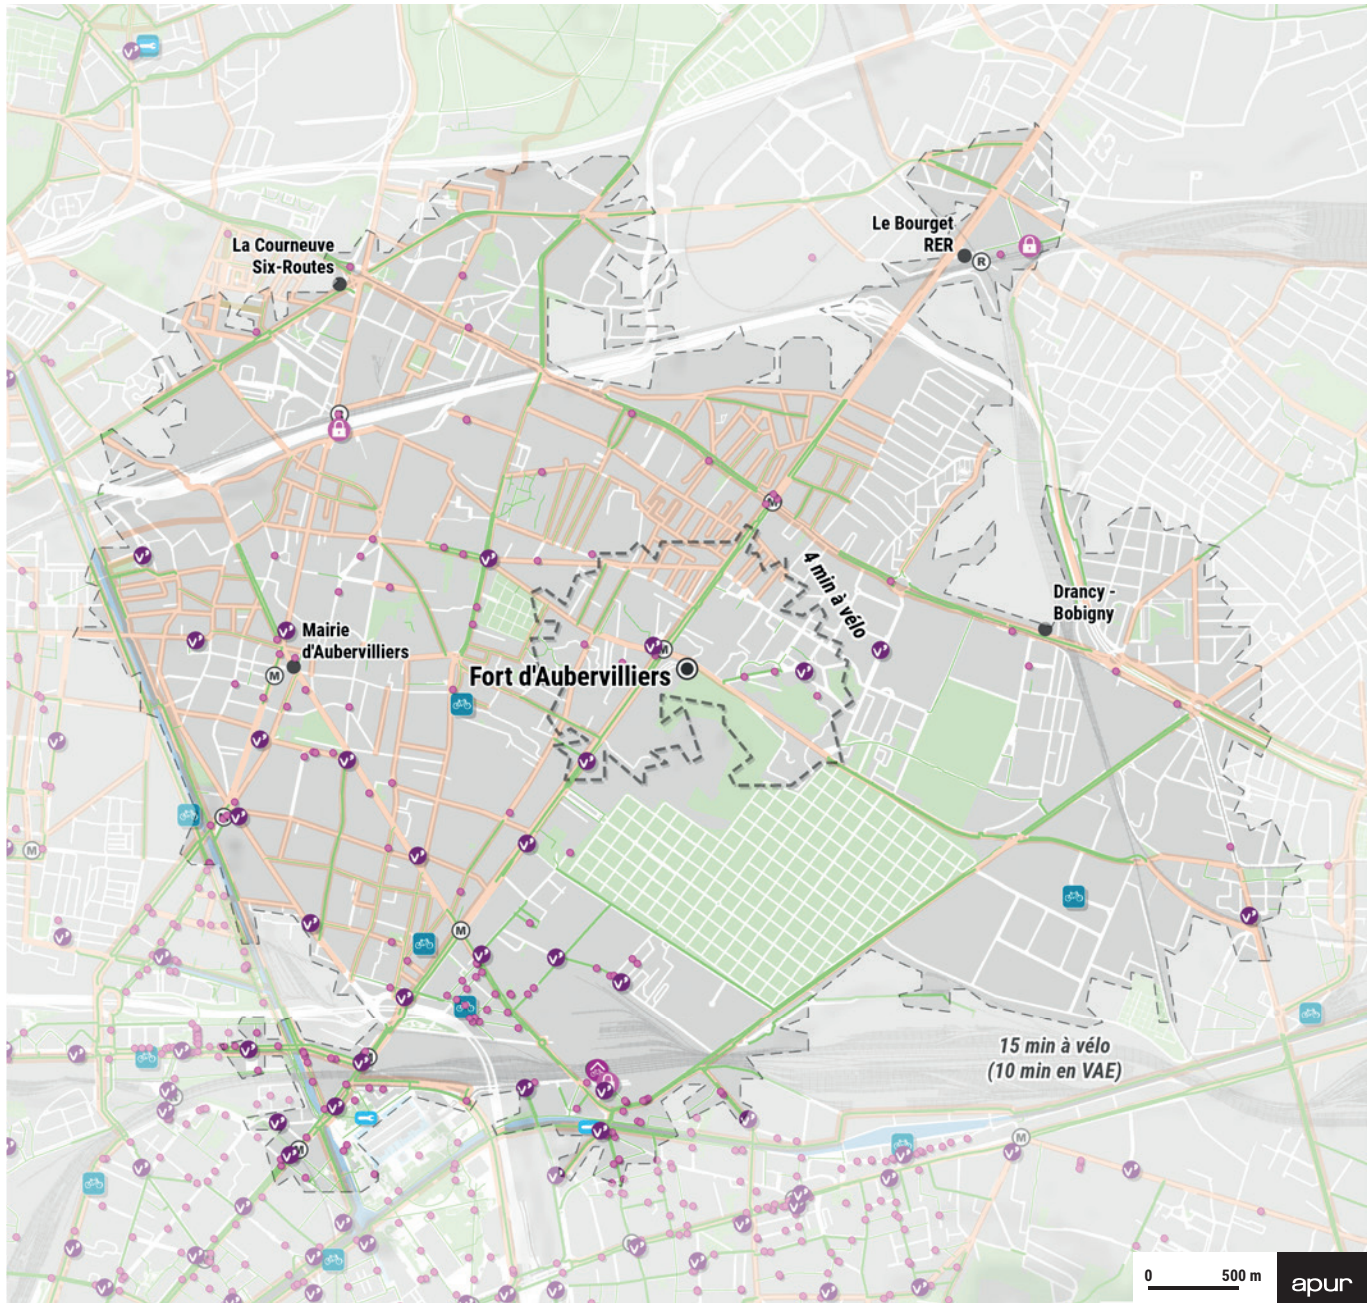 Le Bourget
RER
R
La Courneuve
Six-Routes
M
4 min à vélo
Drancy -
Bobigny
Mairie
d'Aubervilliers
M
M
Fort d'Aubervilliers
M
M
15 min à vélo
(10 min en VAE)
M
M
0 500 m
apur